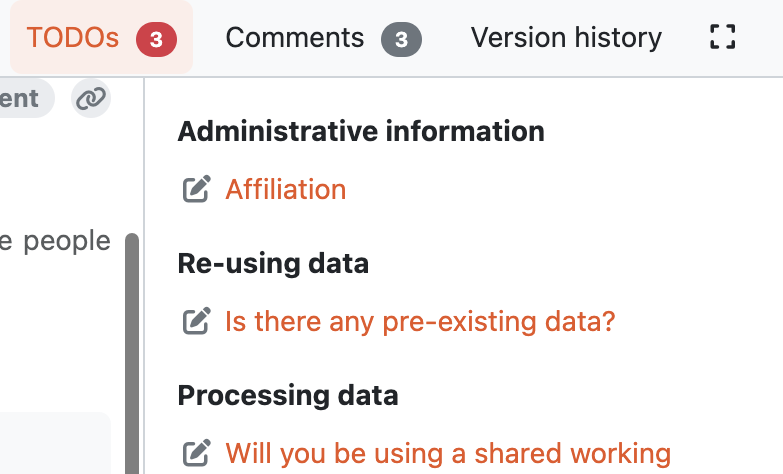 TODOs 3 Comments 3 Version history
ent
Administrative information
Affiliation
e people
Re-using data
Is there any pre-existing data?
Processing data
Will you be using a shared working